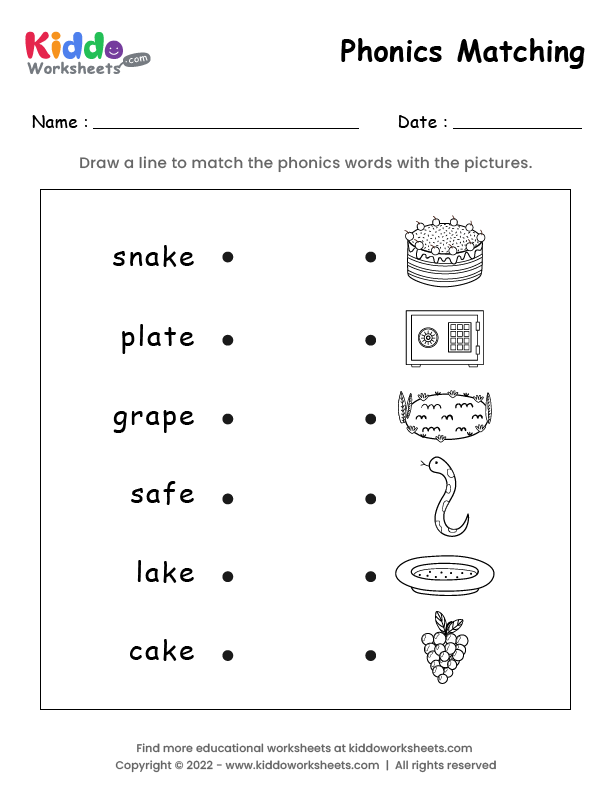 Kiddo
Worksheets.com
Phonics Matching
Name :
Date :
Draw a line to match the phonics words with the pictures.
snake
plate
grape
safe
lake
cake
Find more educational worksheets at kiddoworksheets.com
Copyright © 2022 - www.kiddoworksheets.com | All rights reserved